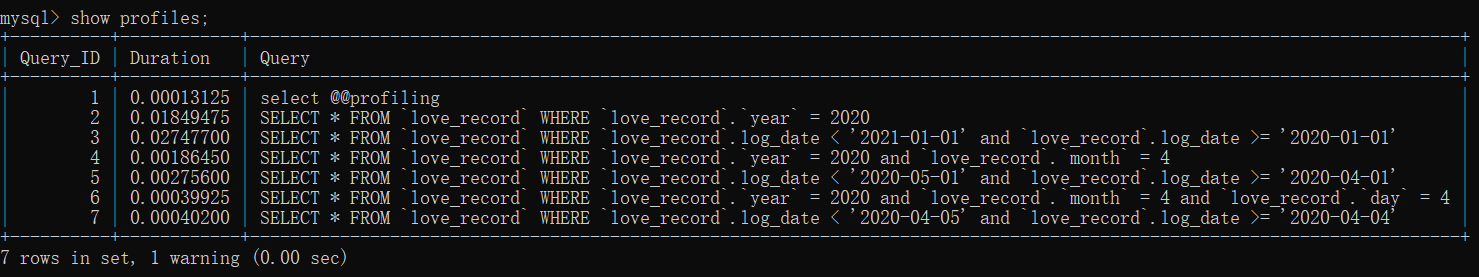 mysql> show profiles;
+----------+------------+----------------------------------------------------------------------------------------------------------------------+
| Query_ID | Duration   | Query                                                                                                                |
+----------+------------+----------------------------------------------------------------------------------------------------------------------+
|        1 | 0.00013125 | select @@profiling                                                                                                   |
|        2 | 0.01849475 | SELECT * FROM `love_record` WHERE `love_record`.`year` = 2020                                                        |
|        3 | 0.02747700 | SELECT * FROM `love_record` WHERE `love_record`.log_date < '2021-01-01' and `love_record`.log_date >= '2020-01-01'   |
|        4 | 0.00186450 | SELECT * FROM `love_record` WHERE `love_record`.`year` = 2020 and `love_record`.`month` = 4                          |
|        5 | 0.00275600 | SELECT * FROM `love_record` WHERE `love_record`.log_date < '2020-05-01' and `love_record`.log_date >= '2020-04-01'   |
|        6 | 0.00039925 | SELECT * FROM `love_record` WHERE `love_record`.`year` = 2020 and `love_record`.`month` = 4 and `love_record`.`day` = 4 |
|        7 | 0.00040200 | SELECT * FROM `love_record` WHERE `love_record`.log_date < '2020-04-05' and `love_record`.log_date >= '2020-04-04'   |
+----------+------------+----------------------------------------------------------------------------------------------------------------------+
7 rows in set, 1 warning (0.00 sec)